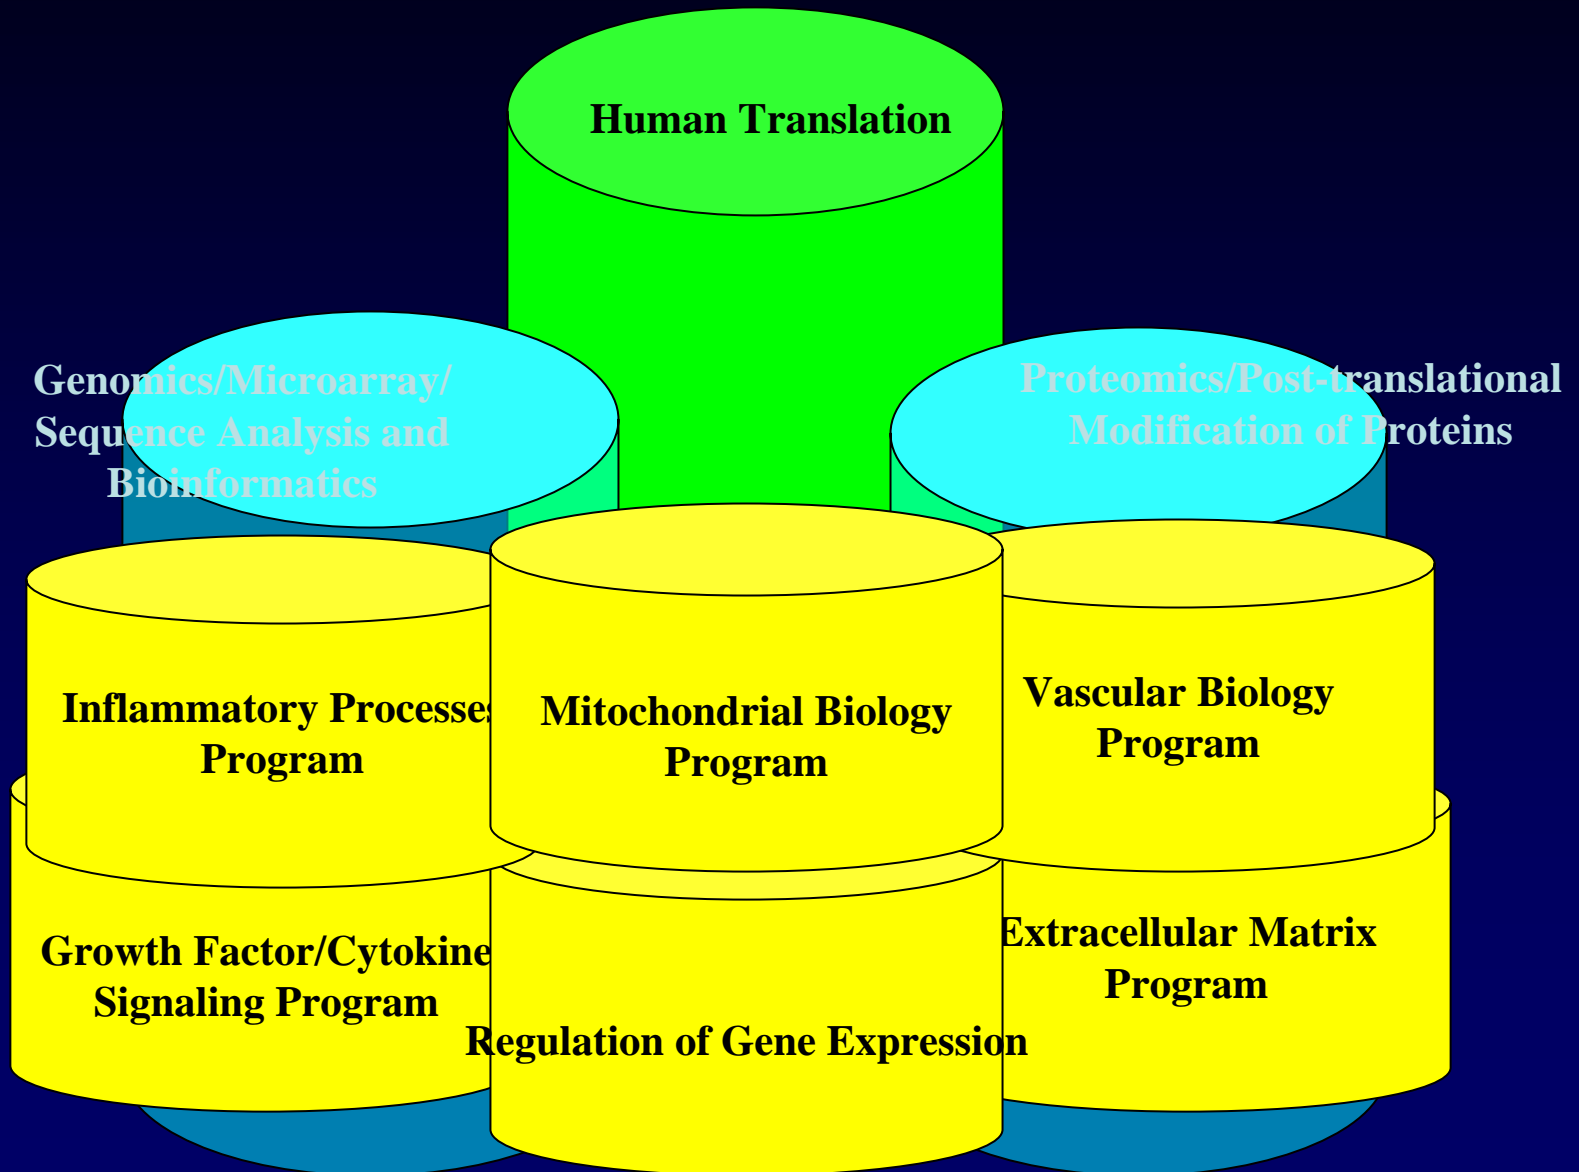 Human Translation
Genomics/Microarray/
Sequence Analysis and
Bioinformatics
Proteomics/Post-translational
Modification of Proteins
Inflammatory Processes
Program
Mitochondrial Biology
Program
Vascular Biology
Program
Growth Factor/Cytokine
Signaling Program
Regulation of Gene Expression
Extracellular Matrix
Program